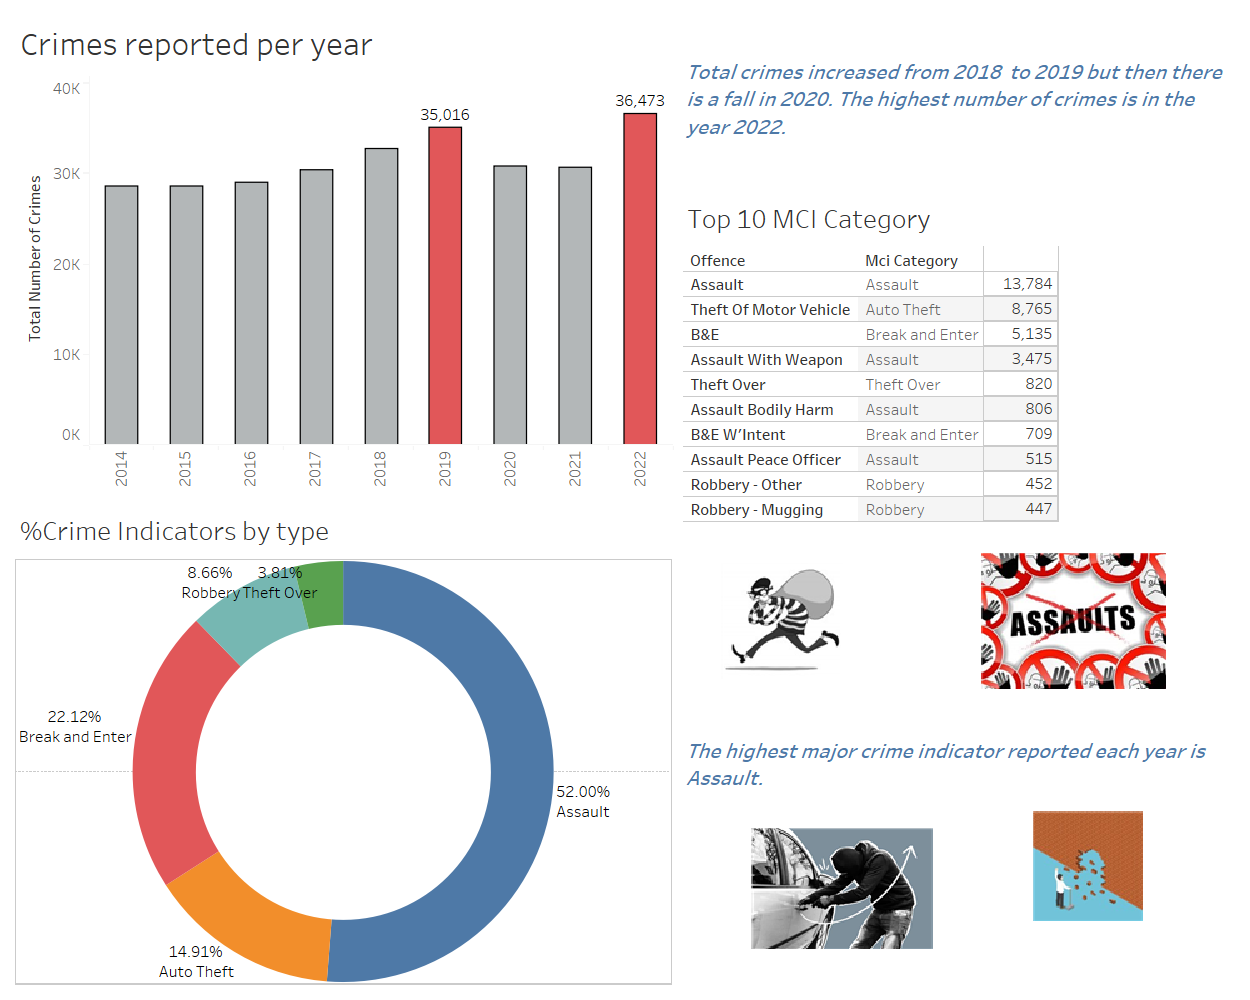 Crimes reported per year
40K
30K
20K
10K
0K
Total Number of Crimes
35,016
36,473
2014
2015
2016
2017
2018
2019
2020
2021
2022
Total crimes increased from 2018 to 2019 but then there
is a fall in 2020. The highest number of crimes is in the
year 2022.
Top 10 MCI Category
Offence Mci Category
Assault Assault 13,784
Theft Of Motor Vehicle Auto Theft 8,765
B&E Break and Enter 5,135
Assault With Weapon Assault 3,475
Theft Over Theft Over 820
Assault Bodily Harm Assault 806
B&E W'Intent Break and Enter 709
Assault Peace Officer Assault 515
Robbery - Other Robbery 452
Robbery - Mugging Robbery 447
%Crime Indicators by type
8.66%
Robbery
3.81%
Theft Over
22.12%
Break and Enter
52.00%
Assault
14.91%
Auto Theft
ASSAULTS
The highest major crime indicator reported each year is
Assault.